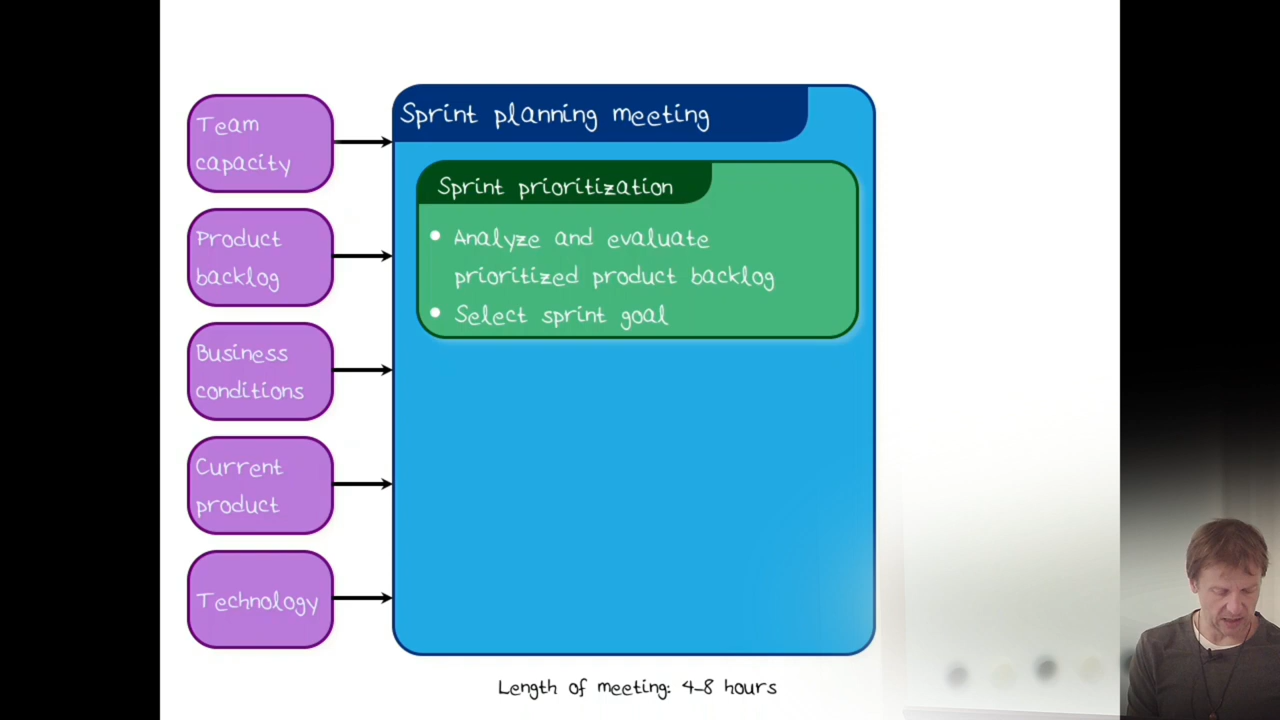 Team
capacity
Product
backlog
Business
conditions
Current
product
Technology
Sprint planning meeting
Sprint prioritization
• Analyze and evaluate
prioritized product backlog
• Select sprint goal
Length of meeting: 4-8 hours